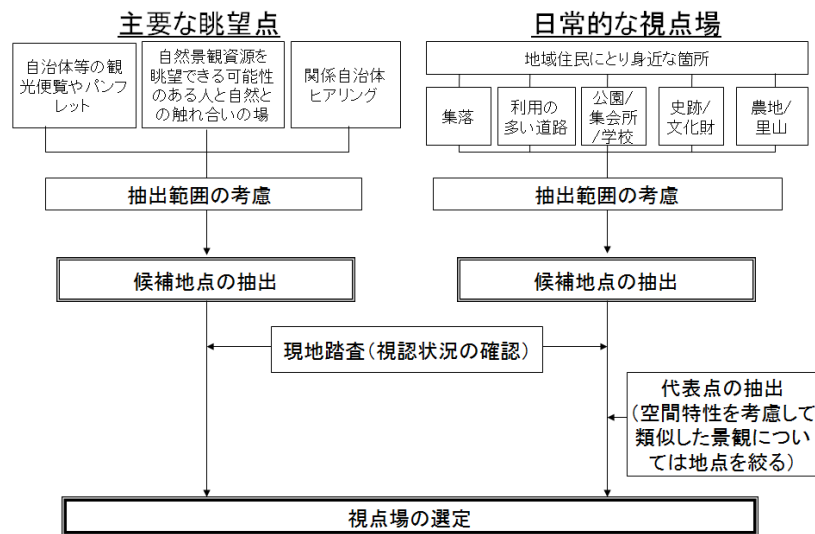 主要な眺望点
自治体等の観
光便覧やパンフ
レット
自然景観資源を
眺望できる可能性
のある人と自然と
の触れ合いの場
関係自治体
ヒアリング
抽出範囲の考慮
候補地点の抽出
日常的な視点場
地域住民にとり身近な箇所
集落
利用の
多い道路
公園/
集会所
/学校
史跡/
文化財
農地/
里山
抽出範囲の考慮
候補地点の抽出
現地踏査(視認状況の確認)
代表点の抽出
(空間特性を考慮して
類似した景観につい
ては地点を絞る)
視点場の選定